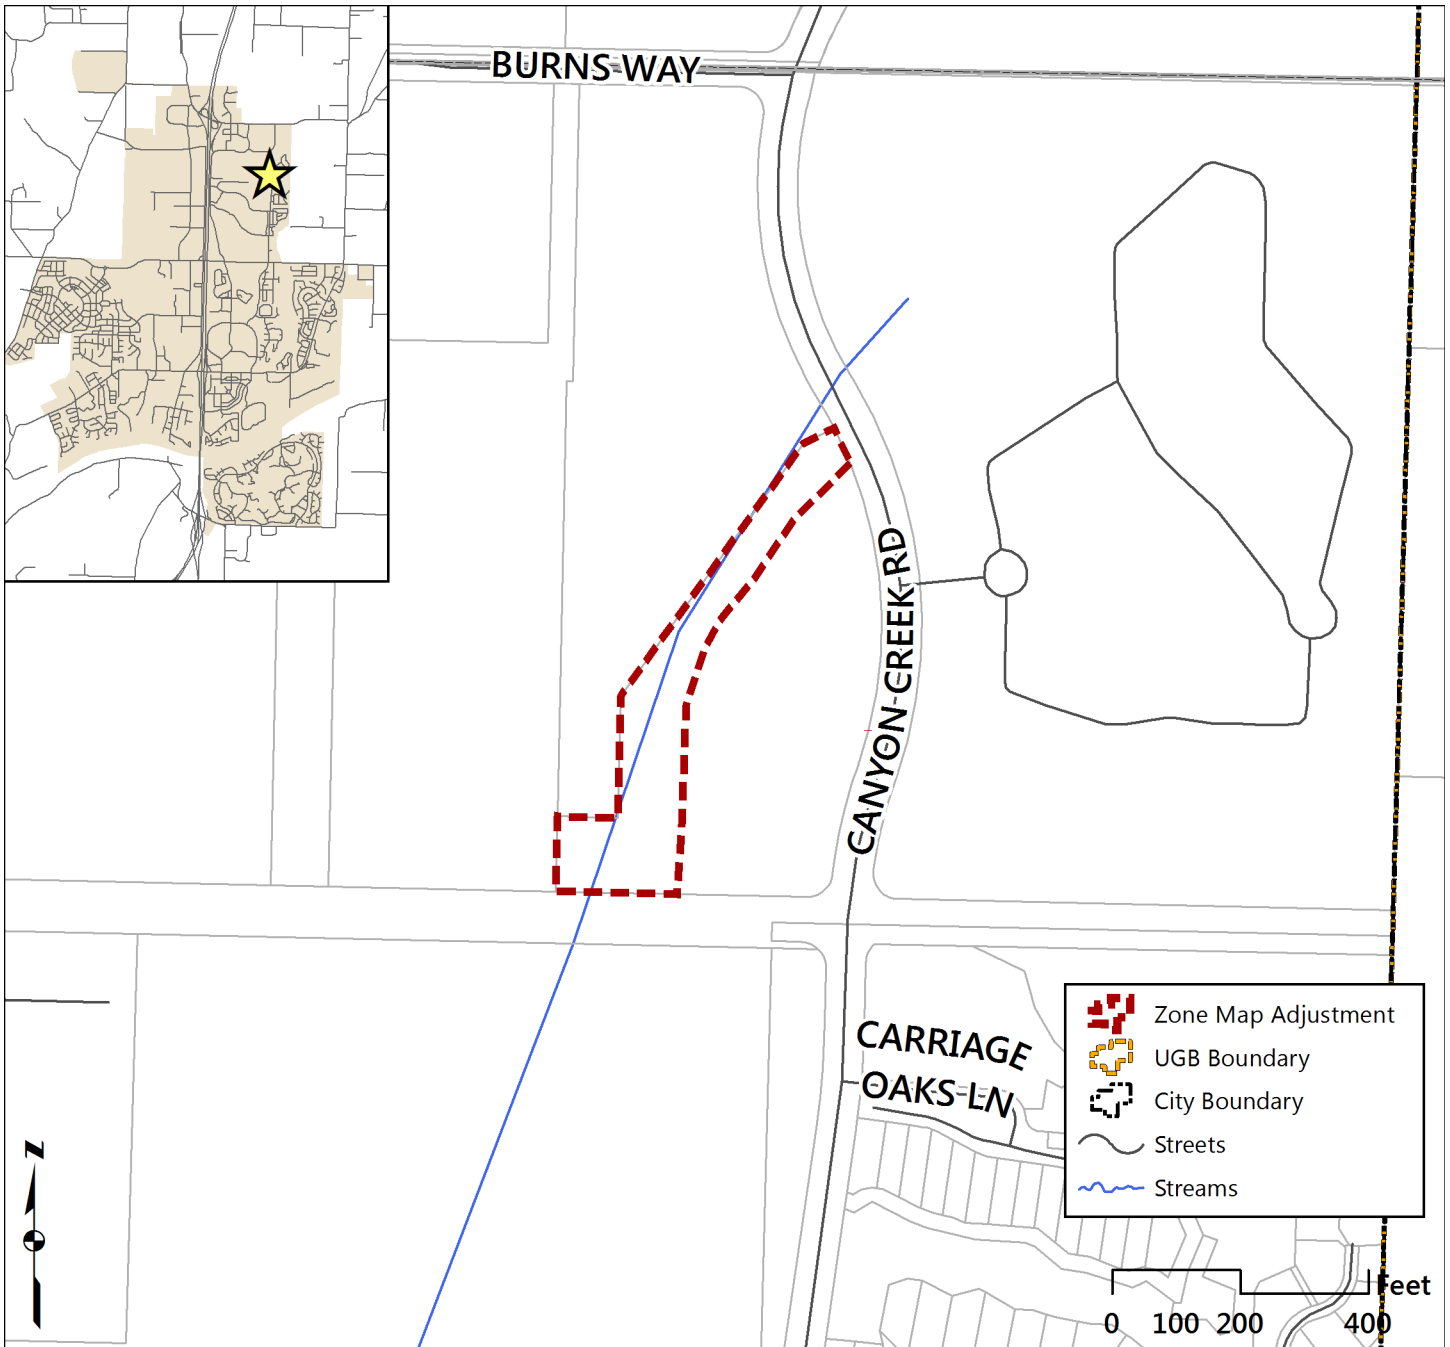 BURNS WAY
CANYON CREEK RD
CARRIAGE
OAKS LN
Zone Map Adjustment
UGB Boundary
City Boundary
Streets
Streams
Z
Feet
0 100 200 400